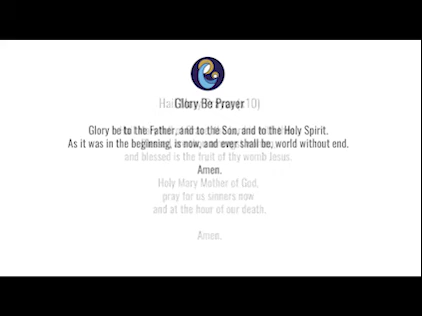 Glory Be Prayer
10)
Glory be to the Father, and to the Son, and to the Holy Spirit.
As it was in the beginning, is now, and ever shall be, world without end.
and blessed is the fruit of thy womb Jesus.
Amen.
Holy Mary Mother of God,
pray for us sinners now
and at the hour of our death.
Amen.